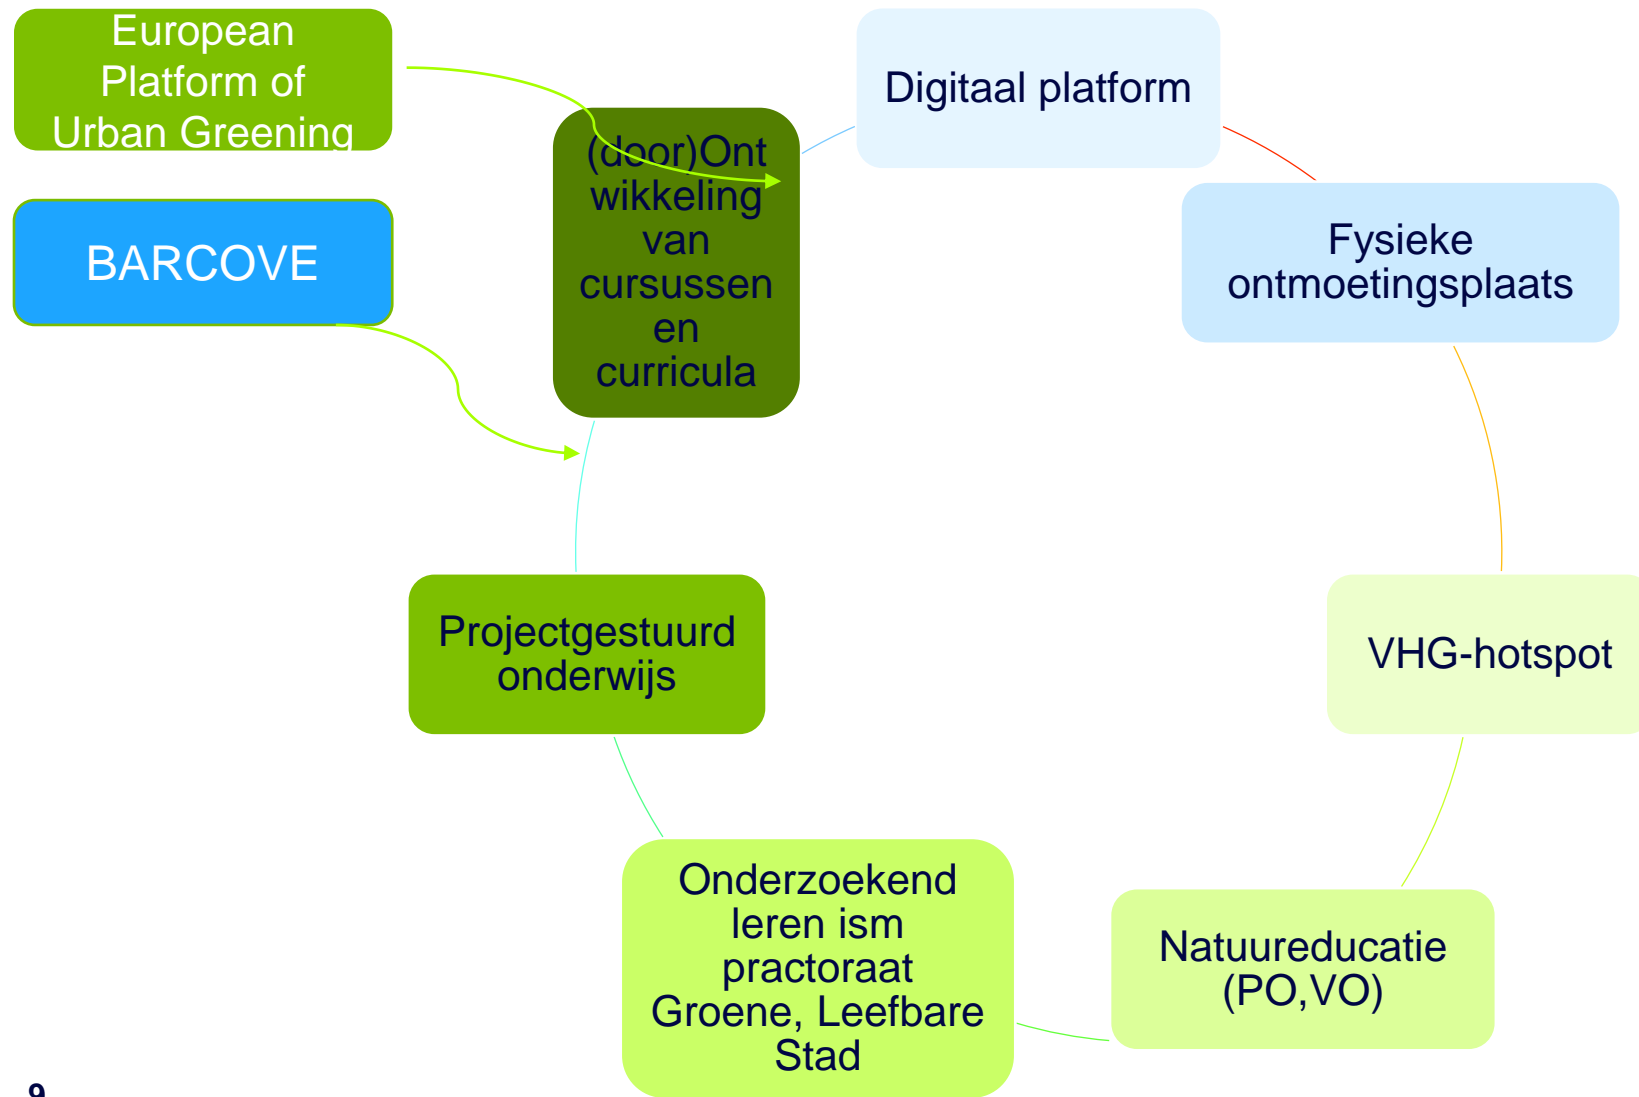 European
Platform of
Urban Greening
BARCOVE
(door)Ont
wikkeling
van
cursussen
en
curricula
Digitaal platform
Fysieke
ontmoetingsplaats
VHG-hotspot
Natuureducatie
(PO,VO)
Onderzoekend
leren ism
practoraat
Groene, Leefbare
Stad
Projectgestuurd
onderwijs
9